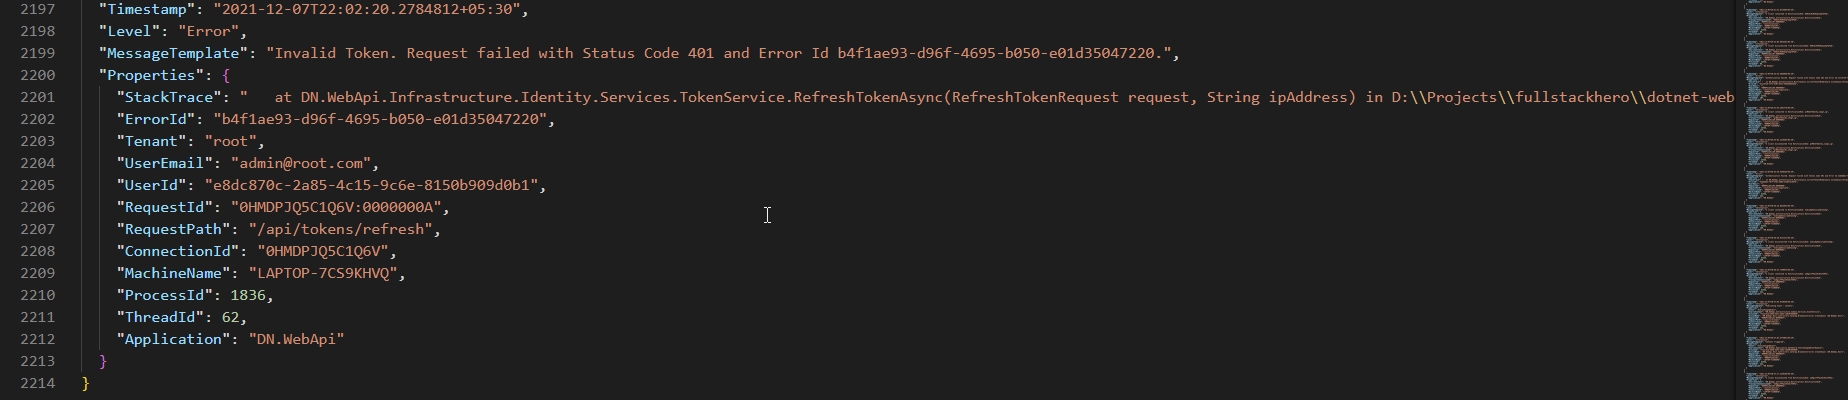 2197 "Timestamp": "2021-12-07T22:02:20.2784812+05:30",
2198 "Level": "Error",
2199 "MessageTemplate": "Invalid Token. Request failed with Status Code 401 and Error Id b4f1ae93-d96f-4695-b050-e01d35047220.",
2200 "Properties": {
2201 "StackTrace": "   at DN.WebApi.Infrastructure.Identity.Services.TokenService.RefreshTokenAsync(RefreshTokenRequest request, String ipAddress) in D:\\Projects\\fullstackhero\\dotnet-web
2202 "ErrorId": "b4f1ae93-d96f-4695-b050-e01d35047220",
2203 "Tenant": "root",
2204 "UserEmail": "admin@root.com",
2205 "UserId": "e8dc870c-2a85-4c15-9c6e-8150b909d0b1",
2206 "RequestId": "0HMDPJQ5C1Q6V:0000000A",
2207 "RequestPath": "/api/tokens/refresh",
2208 "ConnectionId": "0HMDPJQ5C1Q6V",
2209 "MachineName": "LAPTOP-7CS9KHVQ",
2210 "ProcessId": 1836,
2211 "ThreadId": 62,
2212 "Application": "DN.WebApi"
2213 }
2214 }